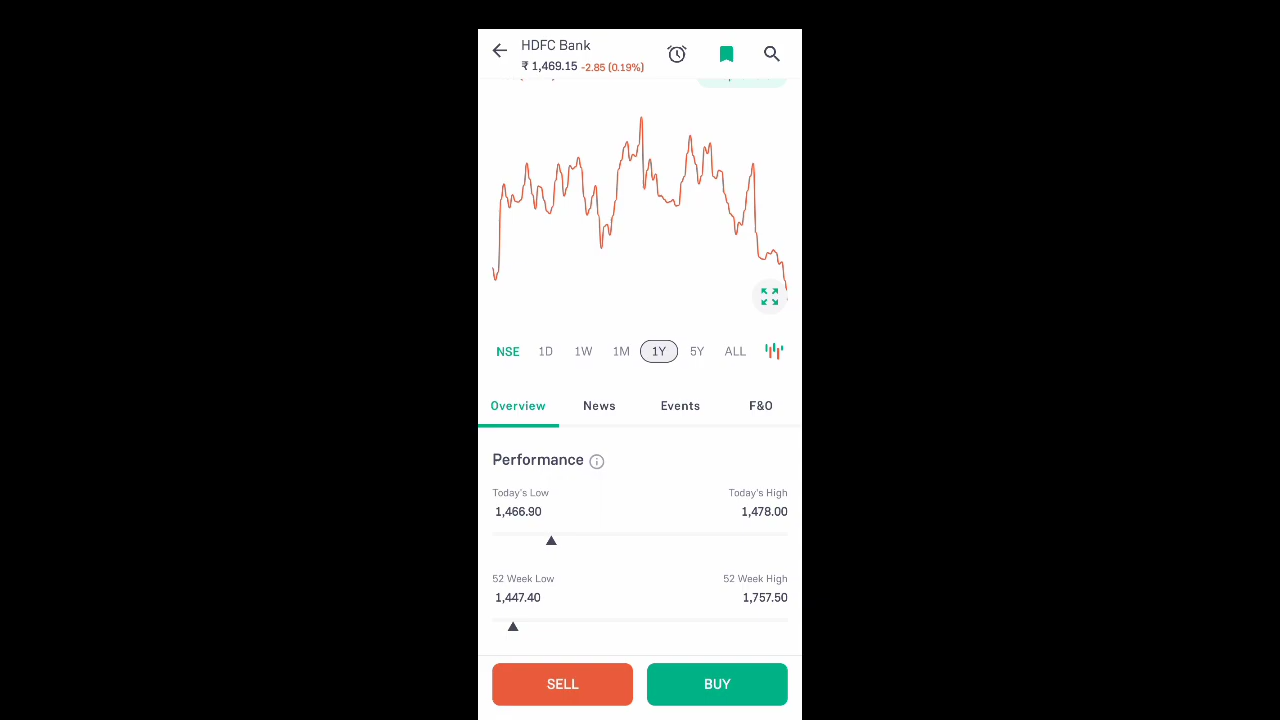 HDFC Bank
₹ 1,469.15 -2.85 (0.19%)
NSE 1D 1W 1M 1Y 5Y ALL
Overview News Events F&O
Performance
Today's Low Today's High
1,466.90 1,478.00
52 Week Low 52 Week High
1,447.40 1,757.50
SELL BUY